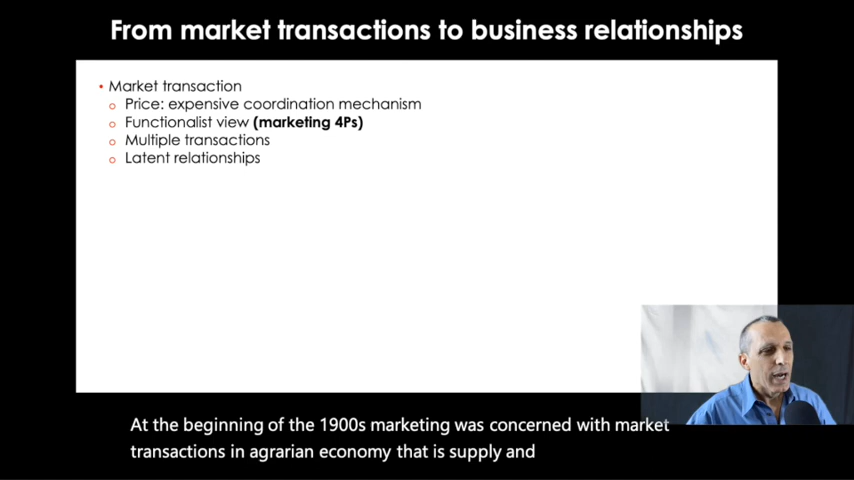 From market transactions to business relationships
• Market transaction
o Price: expensive coordination mechanism
o Functionalist view (marketing 4Ps)
o Multiple transactions
o Latent relationships
At the beginning of the 1900s marketing was concerned with market
transactions in agrarian economy that is supply and